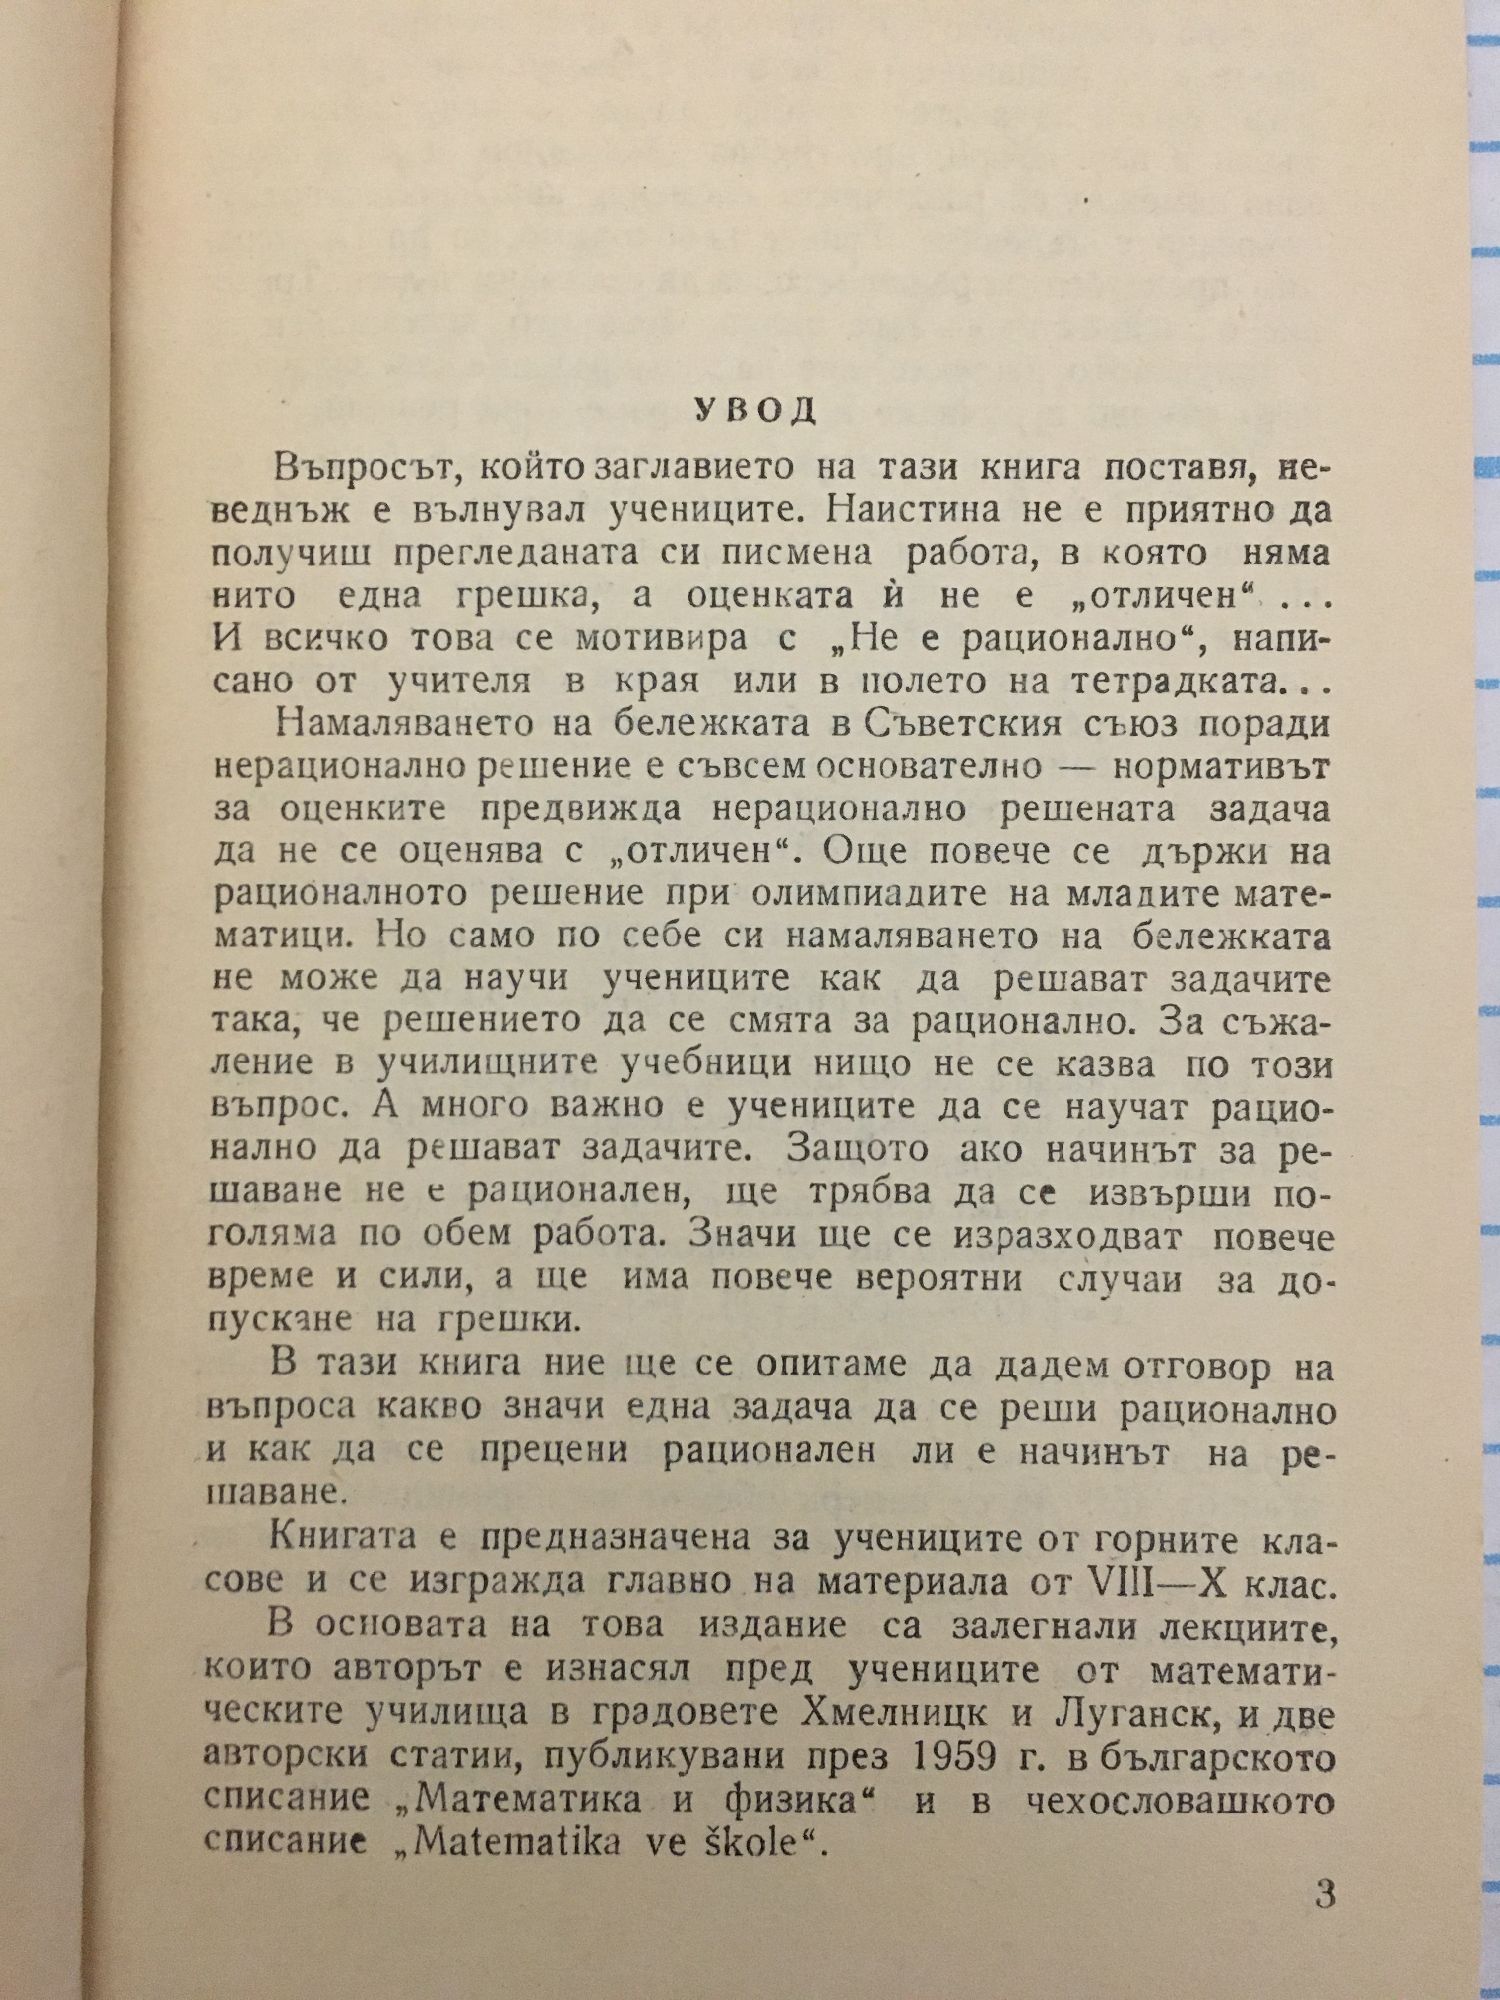 УВОД
Въпросът, който заглавието на тази книга поставя, не-
веднъж е вълнувал учениците. Наистина не е приятно да
получиш прегледаната си писмена работа, в която няма
нито една грешка, а оценката ѝ не е „отличен“ ...
И всичко това се мотивира с „Не е рационално“, напи-
сано от учителя в края или в полето на тетрадката...
Намаляването на бележката в Съветския съюз поради
нерационално решение е съвсем основателно — нормативът
за оценките предвижда нерационално решената задача
да не се оценява с „отличен“. Още повече се държи на
рационалното решение при олимпиадите на младите мате-
матици. Но само по себе си намаляването на бележката
не може да научи учениците как да решават задачите
така, че решението да се смята за рационално. За съжа-
ление в училищните учебници нищо не се казва по този
въпрос. А много важно е учениците да се научат рацио-
нално да решават задачите. Защото ако начинът за ре-
шаване не е рационален, ще трябва да се извърши по-
голяма по обем работа. Значи ще се изразходват повече
време и сили, а ще има повече вероятни случаи за до-
пускане на грешки.
В тази книга ние ще се опитаме да дадем отговор на
въпроса какво значи една задача да се реши рационално
и как да се прецени рационален ли е начинът на ре-
шаване.
Книгата е предназначена за учениците от горните кла-
сове и се изгражда главно на материала от VIII—X клас.
В основата на това издание са залегнали лекциите,
които авторът е изнасял пред учениците от математи-
ческите училища в градовете Хмелницк и Луганск, и две
авторски статии, публикувани през 1959 г. в българското
списание „Математика и физика“ и в чехословашкото
списание „Matematika ve škole“.
3